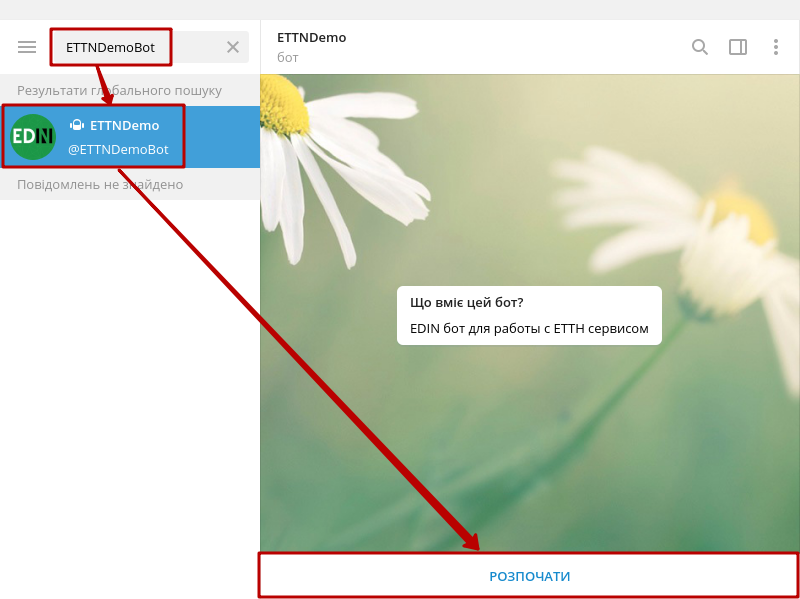 ETTNDemoBot
Результати глобального пошуку
EDIN
ETTNDemo
@ETTNDemoBot
Повідомлень не знайдено
ETTNDemo
бот
Що вміє цей бот?
EDIN бот для работы с ЕТТН сервисом
РОЗПОЧАТИ